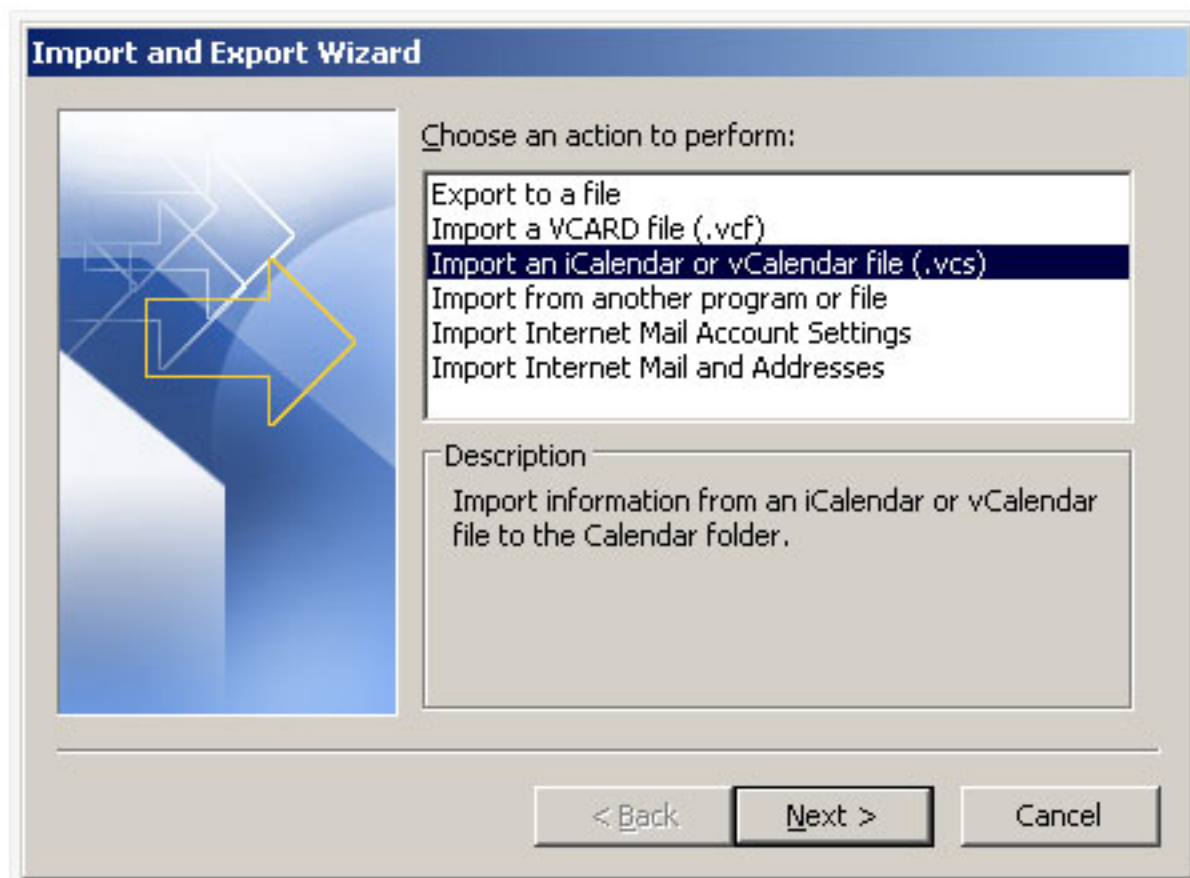 Import and Export Wizard
Choose an action to perform:
Export to a file
Import a VCARD file (.vcf)
Import an iCalendar or vCalendar file (.vcs)
Import from another program or file
Import Internet Mail Account Settings
Import Internet Mail and Addresses
Description
Import information from an iCalendar or vCalendar
file to the Calendar folder.
< Back
Next >
Cancel